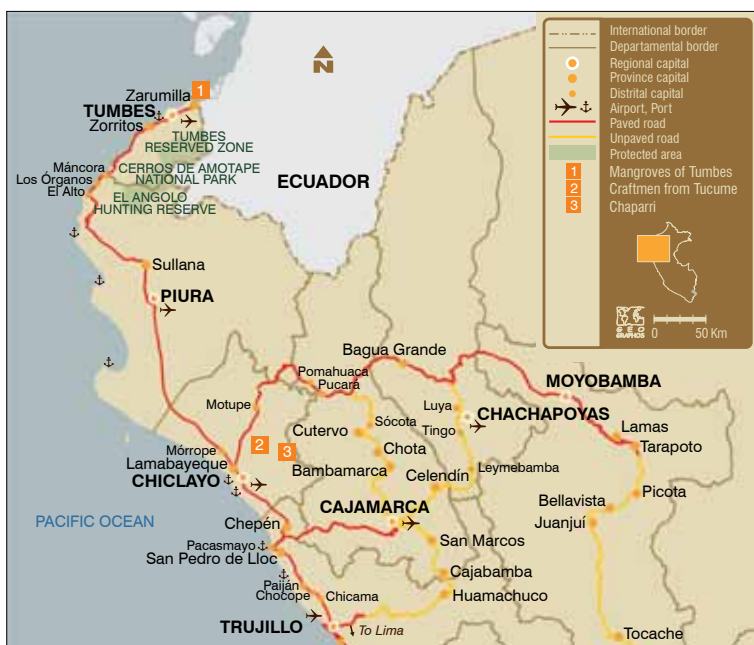 N
Zarumilla
1
TUMBES
Zorritos
TUMBES
RESERVED ZONE
Máncora
CERROS DE AMOTAPE
NATIONAL PARK
Los Órganos
El Alto
EL ANGOLO
HUNTING RESERVE
ECUADOR
Sullana
PIURA
Bagua Grande
Pomahuaca
Pucará
MOYOBAMBA
Motupe
Luya
CHACHAPOYAS
Sócota
Cutervo
Tingo
Lamas
Tarapoto
Mórrope
2
3
Chota
Lamabayeque
Bambamarca
Leymebamba
CHICLAYO
Celendín
Picota
Bellavista
PACIFIC OCEAN
CAJAMARCA
Juanjuí
Chepén
San Marcos
Pacasmayo
San Pedro de Lloc
Cajabamba
Paiján
Chocope
Chicama
Huamachuco
TRUJILLO
To Lima
Tocache
International border
Departamental border
Regional capital
Province capital
Distrital capital
Airport, Port
Paved road
Unpaved road
Protected area
1 Mangroves of Tumbes
2 Craftmen from Tucume
3 Chaparri
GEO
GRAPHOS
0 50 Km